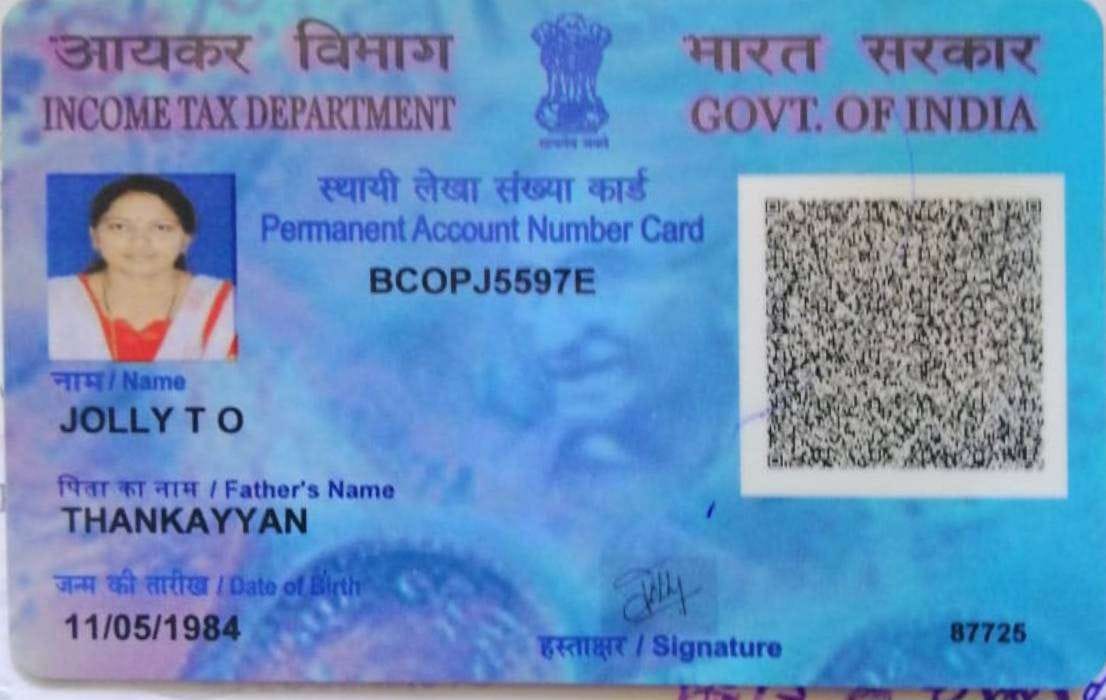 आयकर विभाग
INCOME TAX DEPARTMENT
भारत सरकार
GOVT. OF INDIA
सत्यमेव जयते
स्थायी लेखा संख्या कार्ड
Permanent Account Number Card
BCOPJ5597E
नाम / Name
JOLLY T O
पिता का नाम / Father's Name
THANKAYYAN
जन्म की तारीख / Date of Birth
11/05/1984
Jolly
हस्ताक्षर / Signature
87725